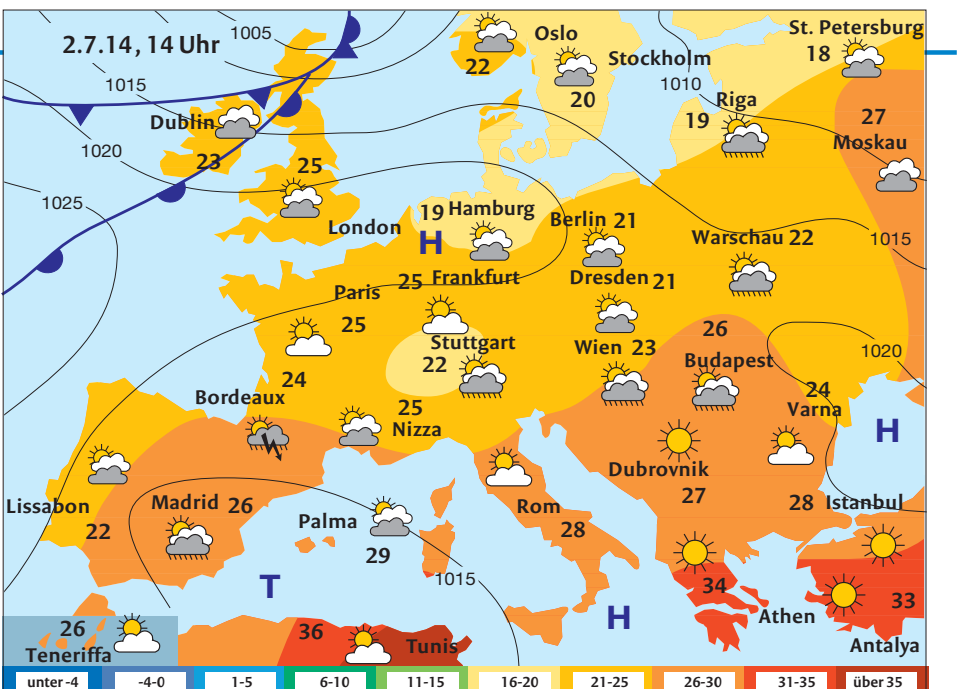 2.7.14, 14 Uhr
1005
Oslo
22
St. Petersburg
18
Stockholm
20
1010
1015
Riga
19
27
Moskau
Dublin
23
1020
25
London
1025
19 Hamburg
H
Berlin 21
Warschau 22
1015
25 Frankfurt
Dresden 21
Paris
25
26
Stuttgart
22
Wien 23
Budapest
1020
24
Bordeaux
25
Nizza
24
Varna
H
Dubrovnik
27
Lissabon
22
Madrid 26
Palma
29
Rom
28
28 Istanbul
1015
T
H
34
Athen
33
Antalya
26
Teneriffa
36
Tunis
unter -4 -4-0 1-5 6-10 11-15 16-20 21-25 26-30 31-35 über 35